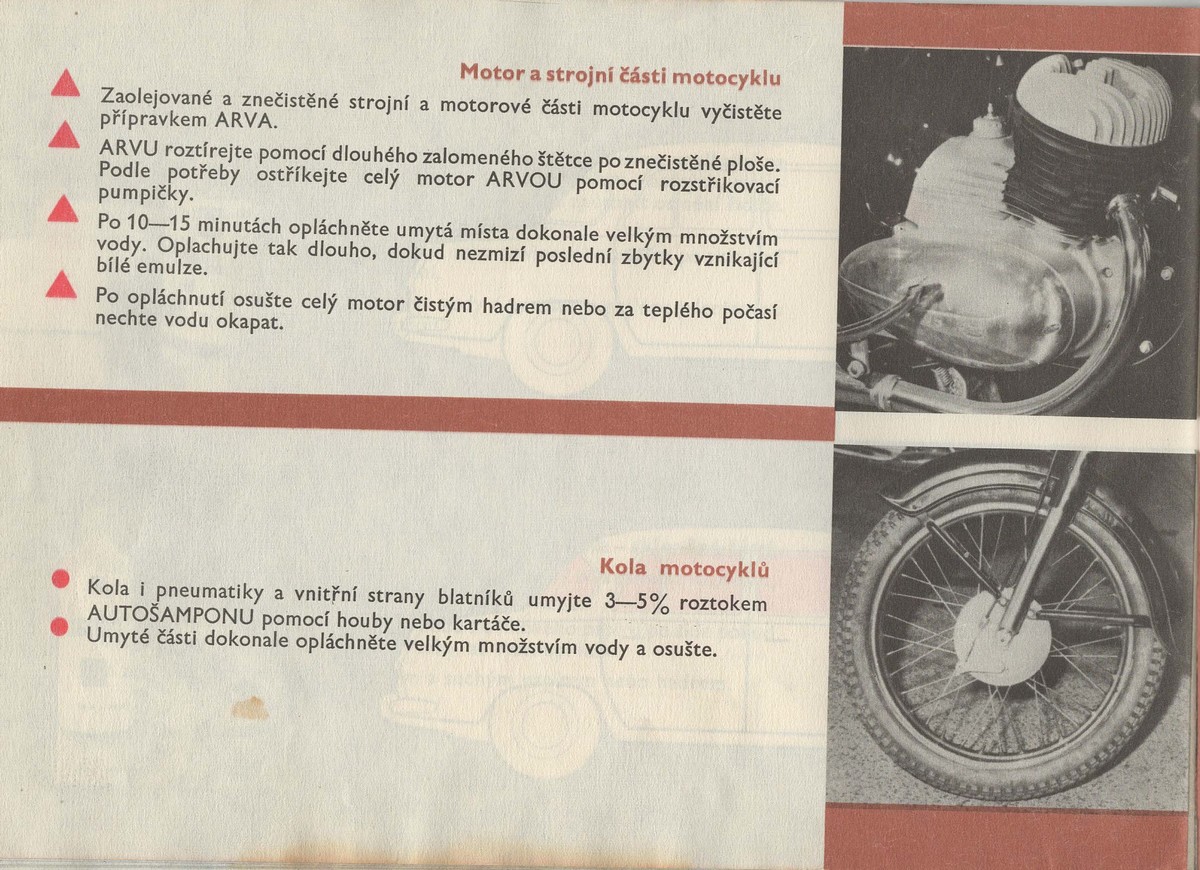 Motor a strojní části motocyklu
Zaolejované a znečistěné strojní a motorové části motocyklu vyčistěte
přípravkem ARVA.
ARVU roztírejte pomocí dlouhého zalomeného štětce po znečistěné ploše.
Podle potřeby ostříkejte celý motor ARVOU pomocí rozstřikovací
pumpičky.
Po 10—15 minutách opláchněte umytá místa dokonale velkým množstvím
vody. Oplachujte tak dlouho, dokud nezmizí poslední zbytky vznikající
bílé emulze.
Po opláchnutí osušte celý motor čistým hadrem nebo za teplého počasí
nechte vodu okapat.
Kola motocyklů
Kola i pneumatiky a vnitřní strany blatníků umyjte 3—5% roztokem
AUTOŠAMPONU pomocí houby nebo kartáče.
Umyté části dokonale opláchněte velkým množstvím vody a osušte.